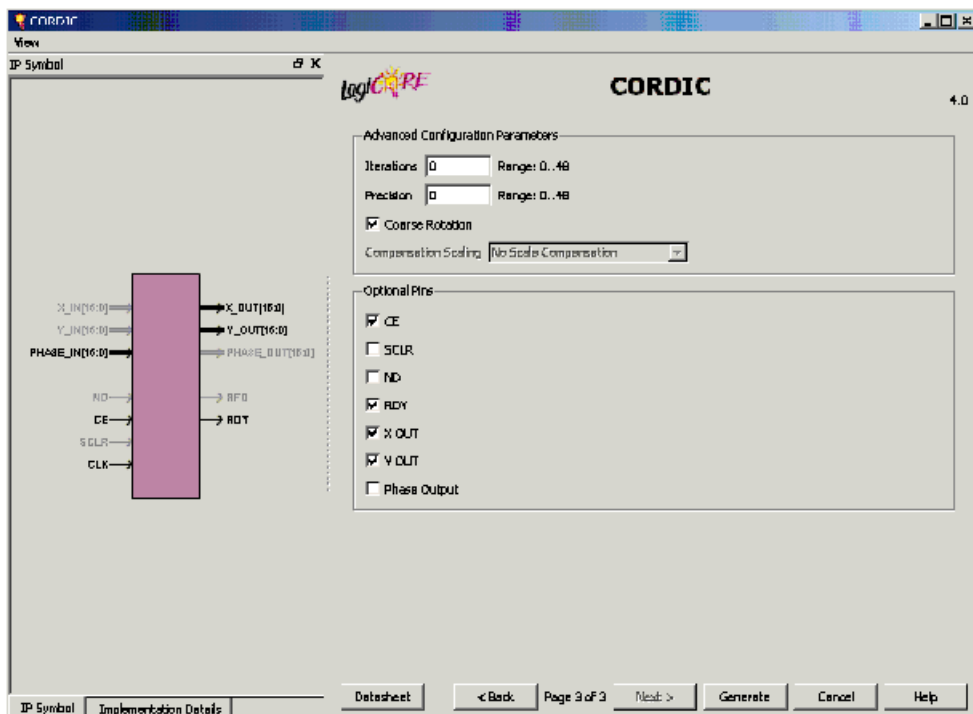 CORDIC
View
IP Symbol
logiCORE
CORDIC
4.0
Advanced Configuration Parameters
Iterations 0 Range: 0..48
Precision 0 Range: 0..48
Coarse Rotation
Compensation Scaling No Scale Compensation
Optional Pins
CE
SCLR
ND
RDY
X OUT
Y OUT
Phase Output
X_IN[16:0]
Y_IN[16:0]
PHASE_IN[16:0]
ND
CE
SCLR
CLK
X_OUT[16:0]
Y_OUT[16:0]
PHASE_OUT[16:0]
RFD
RDY
IP Symbol
Implementation Details
Datasheet
< Back
Page 3 of 3
Next >
Generate
Cancel
Help